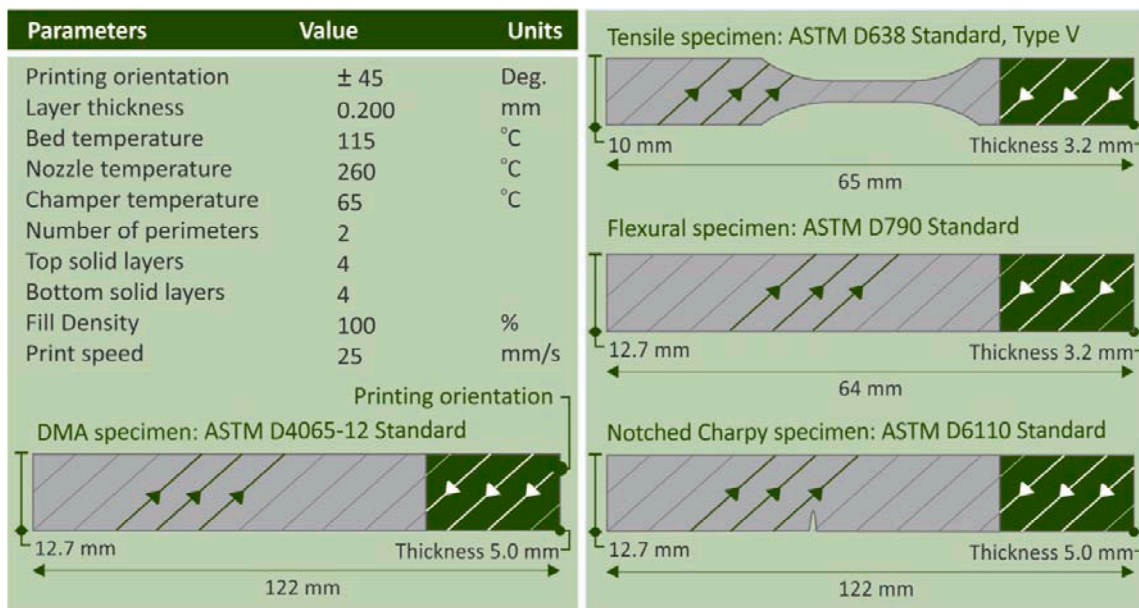 Parameters Value Units
Printing orientation ± 45 Deg.
Layer thickness 0.200 mm
Bed temperature 115 °C
Nozzle temperature 260 °C
Champer temperature 65 °C
Number of perimeters 2
Top solid layers 4
Bottom solid layers 4
Fill Density 100 %
Print speed 25 mm/s
Printing orientation
DMA specimen: ASTM D4065-12 Standard
12.7 mm Thickness 5.0 mm
122 mm
Tensile specimen: ASTM D638 Standard, Type V
10 mm Thickness 3.2 mm
65 mm
Flexural specimen: ASTM D790 Standard
12.7 mm Thickness 3.2 mm
64 mm
Notched Charpy specimen: ASTM D6110 Standard
12.7 mm Thickness 5.0 mm
122 mm